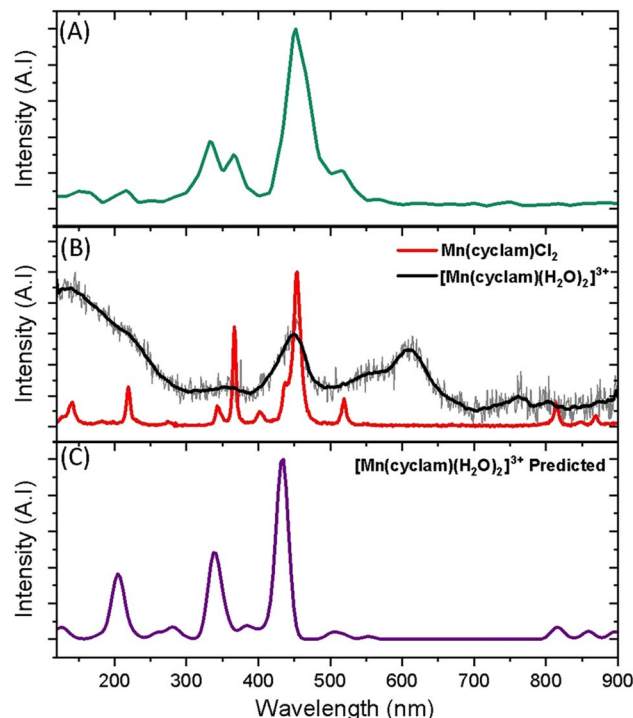 (A)
Intensity (A.I)
(B)
Mn(cyclam)Cl₂
[Mn(cyclam)(H₂O)₂]³⁺
Intensity (A.I)
(C)
[Mn(cyclam)(H₂O)₂]³⁺ Predicted
Intensity (A.I)
200 300 400 500 600 700 800 900
Wavelength (nm)